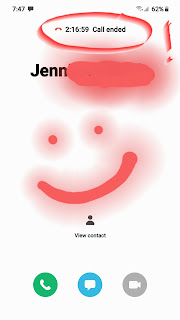 7:47 62%
2:16:59 Call ended
Jenn
View contact